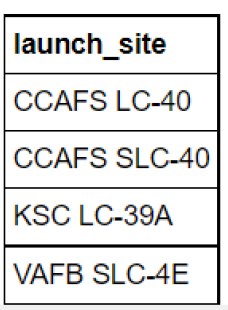 launch_site
CCAFS LC-40
CCAFS SLC-40
KSC LC-39A
VAFB SLC-4E